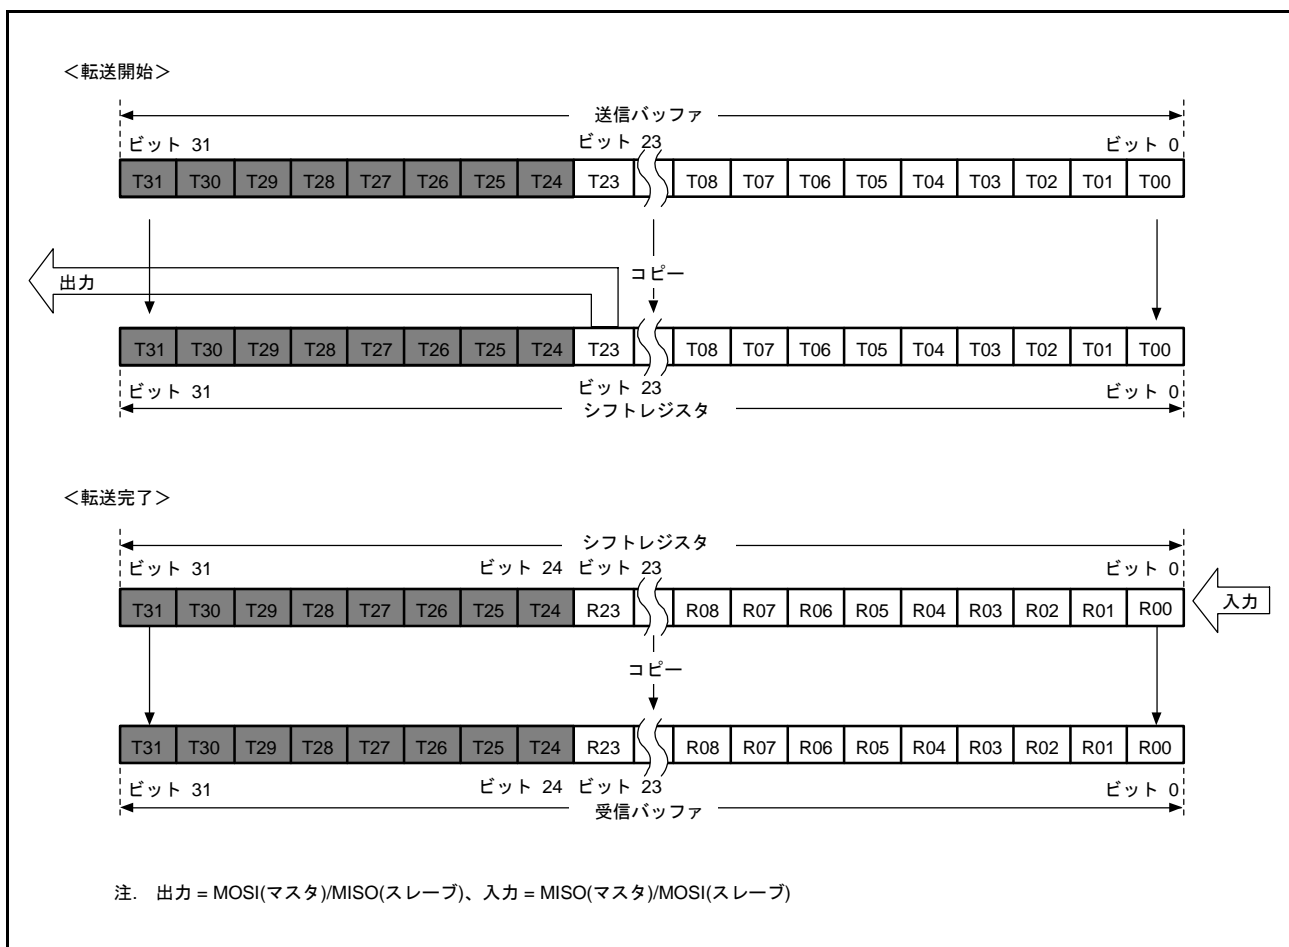 <転送開始>
送信バッファ
ビット 31 ビット 23 ビット 0
T31 T30 T29 T28 T27 T26 T25 T24 T23 T08 T07 T06 T05 T04 T03 T02 T01 T00
出力 コピー
T31 T30 T29 T28 T27 T26 T25 T24 T23 T08 T07 T06 T05 T04 T03 T02 T01 T00
ビット 31 ビット 23 ビット 0
シフトレジスタ
<転送完了>
シフトレジスタ
ビット 31 ビット 24 ビット 23 ビット 0
T31 T30 T29 T28 T27 T26 T25 T24 R23 R08 R07 R06 R05 R04 R03 R02 R01 R00 入力
コピー
T31 T30 T29 T28 T27 T26 T25 T24 R23 R08 R07 R06 R05 R04 R03 R02 R01 R00
ビット 31 ビット 24 ビット 23 ビット 0
受信バッファ
注. 出力 = MOSI(マスタ)/MISO(スレーブ)、入力 = MISO(マスタ)/MOSI(スレーブ)